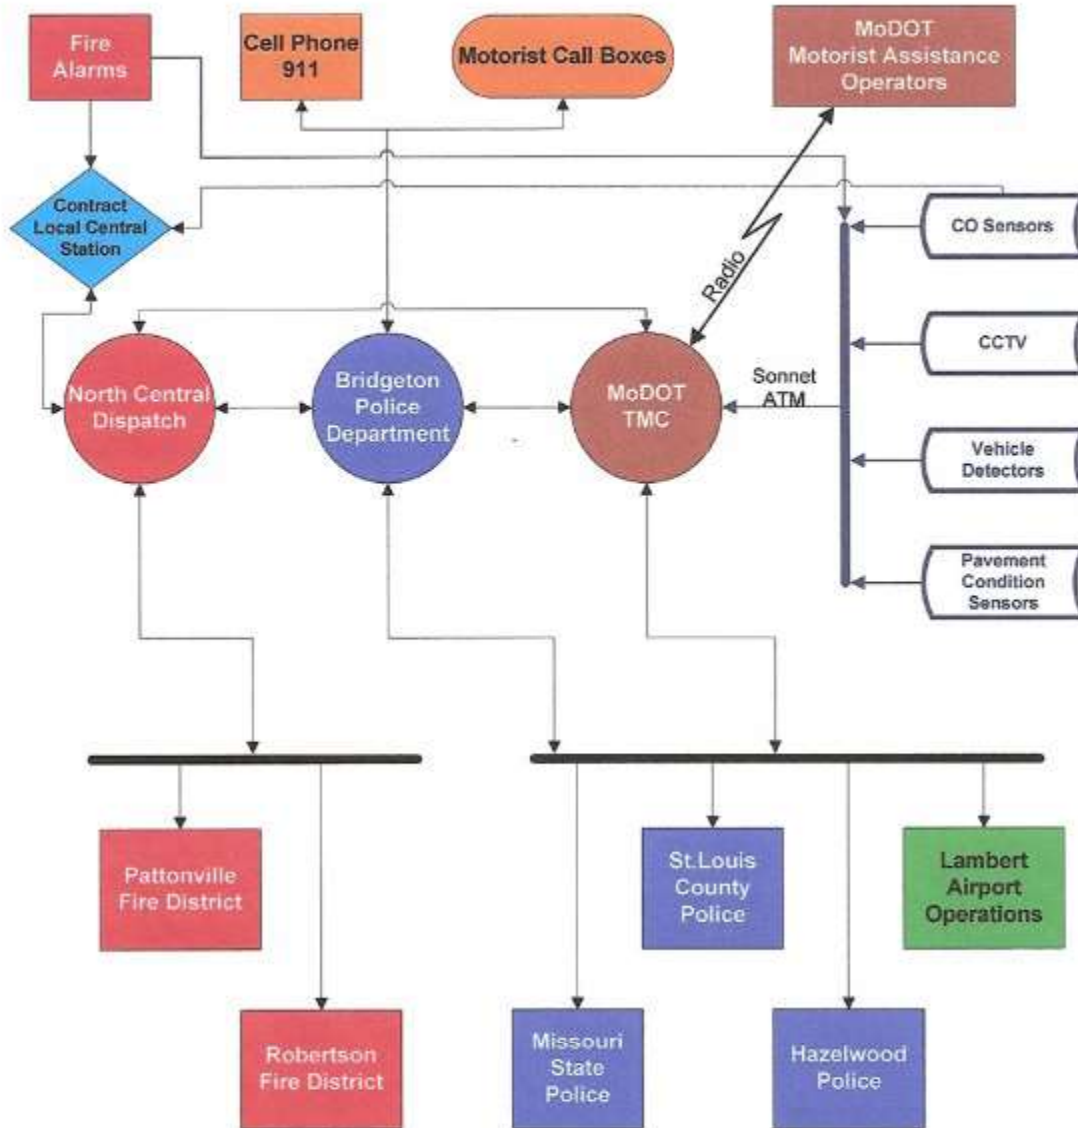 Fire
Alarms
Cell Phone
911
Motorist Call Boxes
MoDOT
Motorist Assistance
Operators
Contract
Local Central
Station
CO Sensors
Radio
CCTV
North Central
Dispatch
Bridgeton
Police
Department
MoDOT
TMC
Sonnet
ATM
Vehicle
Detectors
Pavement
Condition
Sensors
Pattonville
Fire District
St.Louis
County
Police
Lambert
Airport
Operations
Robertson
Fire District
Missouri
State
Police
Hazelwood
Police